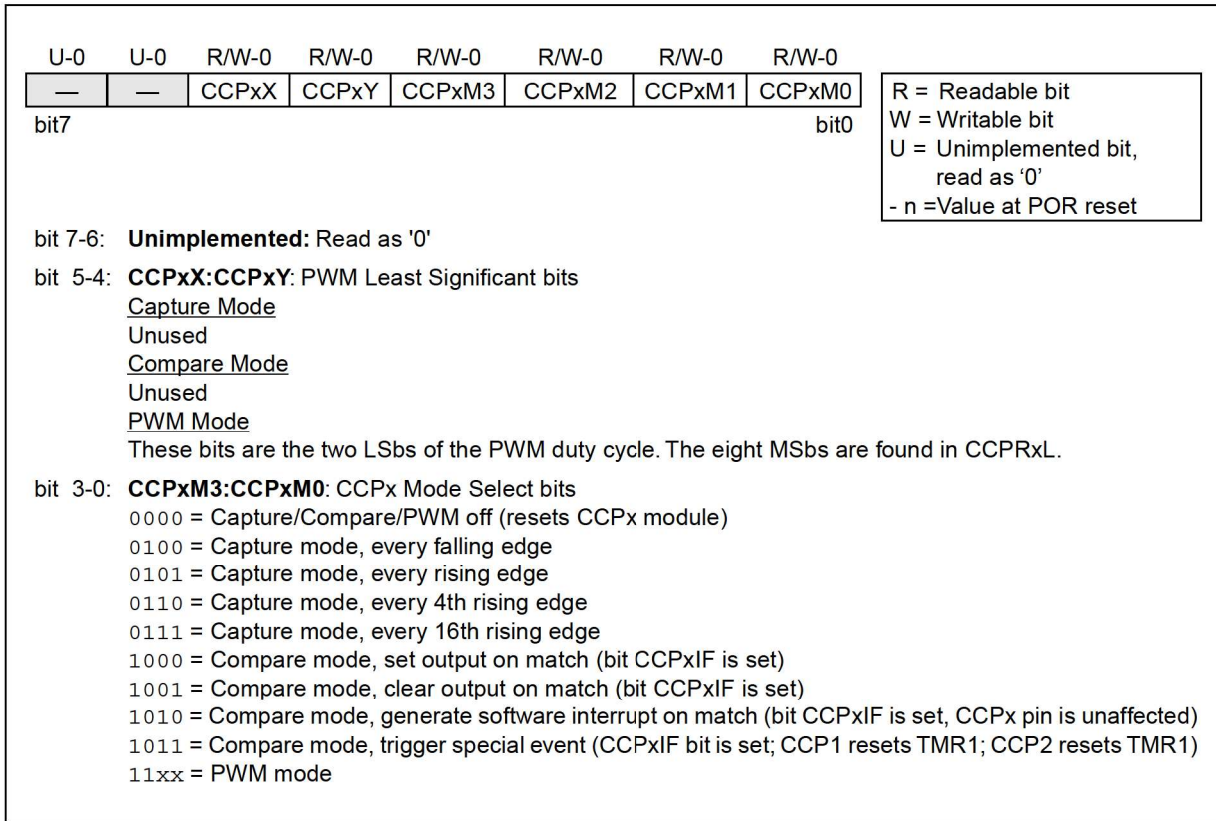 U-0 U-0 R/W-0 R/W-0 R/W-0 R/W-0 R/W-0 R/W-0
— — CCPxX CCPxY CCPxM3 CCPxM2 CCPxM1 CCPxM0
bit7 bit0
R = Readable bit
W = Writable bit
U = Unimplemented bit,
read as ‘0’
- n =Value at POR reset
bit 7-6: Unimplemented: Read as '0'
bit 5-4: CCPxX:CCPxY: PWM Least Significant bits
Capture Mode
Unused
Compare Mode
Unused
PWM Mode
These bits are the two LSbs of the PWM duty cycle. The eight MSbs are found in CCPRxL.
bit 3-0: CCPxM3:CCPxM0: CCPx Mode Select bits
0000 = Capture/Compare/PWM off (resets CCPx module)
0100 = Capture mode, every falling edge
0101 = Capture mode, every rising edge
0110 = Capture mode, every 4th rising edge
0111 = Capture mode, every 16th rising edge
1000 = Compare mode, set output on match (bit CCPxIF is set)
1001 = Compare mode, clear output on match (bit CCPxIF is set)
1010 = Compare mode, generate software interrupt on match (bit CCPxIF is set, CCPx pin is unaffected)
1011 = Compare mode, trigger special event (CCPxIF bit is set; CCP1 resets TMR1; CCP2 resets TMR1)
11xx = PWM mode